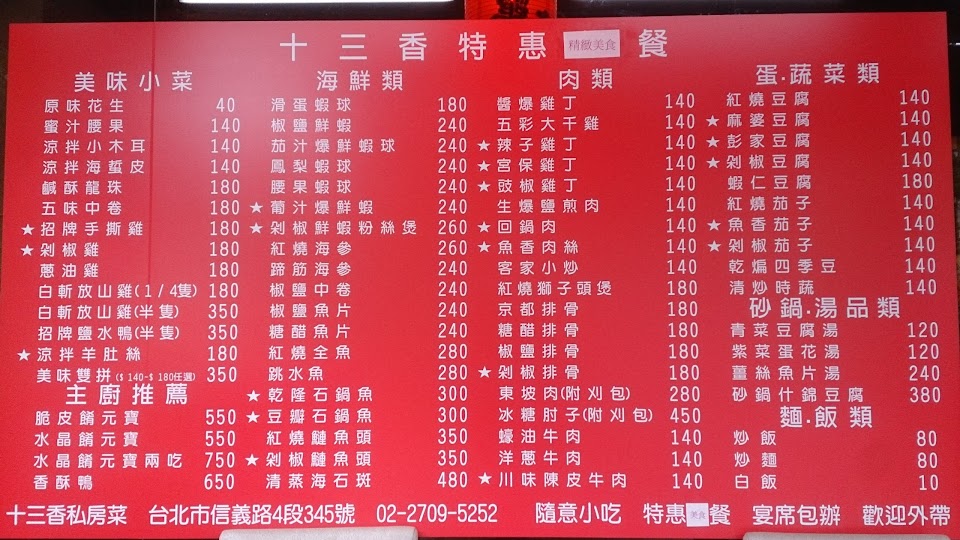 十三香特惠精緻美食餐
美味小菜
原味花生 40
蜜汁腰果 140
涼拌小木耳 140
涼拌海蜇皮 140
鹹酥龍珠 180
五味中卷 180
★招牌手撕雞 180
★剁椒雞 180
蔥油雞 180
白斬放山雞(1/4隻) 180
白斬放山雞(半隻) 350
招牌鹽水鴨(半隻) 350
★涼拌羊肚絲 180
美味雙拼($140-$180任選) 350
主廚推薦
脆皮餚元寶 550
水晶餚元寶 550
水晶餚元寶兩吃 750
香酥鴨 650
海鮮類
滑蛋蝦球 180
椒鹽鮮蝦 240
茄汁爆鮮蝦球 240
鳳梨蝦球 240
腰果蝦球 240
★葡汁爆鮮蝦 240
★剁椒鮮蝦粉絲煲 260
紅燒海參 260
蹄筋海參 240
椒鹽中卷 240
椒鹽魚片 240
糖醋魚片 240
紅燒全魚 280
跳水魚 280
★乾隆石鍋魚 300
★豆瓣石鍋魚 300
紅燒鰱魚頭 350
★剁椒鰱魚頭 350
清蒸海石斑 480
肉類
醬爆雞丁 140
五彩大千雞 140
★辣子雞丁 140
★宮保雞丁 140
★豉椒雞丁 140
生爆鹽煎肉 140
★回鍋肉 140
★魚香肉絲 140
客家小炒 140
紅燒獅子頭煲 180
京都排骨 180
糖醋排骨 180
椒鹽排骨 180
★剁椒排骨 180
東坡肉(附刈包) 280
冰糖肘子(附刈包) 450
蠔油牛肉 140
洋蔥牛肉 140
★川味陳皮牛肉 140
蛋.蔬菜類
紅燒豆腐 140
★麻婆豆腐 140
★彭家豆腐 140
★剁椒豆腐 140
蝦仁豆腐 180
紅燒茄子 140
★魚香茄子 140
★剁椒茄子 140
乾煸四季豆 140
清炒時蔬 140
砂鍋.湯品類
青菜豆腐湯 120
紫菜蛋花湯 120
薑絲魚片湯 240
砂鍋什錦豆腐 380
麵.飯類
炒飯 80
炒麵 80
白飯 10
十三香私房菜 台北市信義路4段345號 02-2709-5252 隨意小吃 特惠美食餐 宴席包辦 歡迎外帶